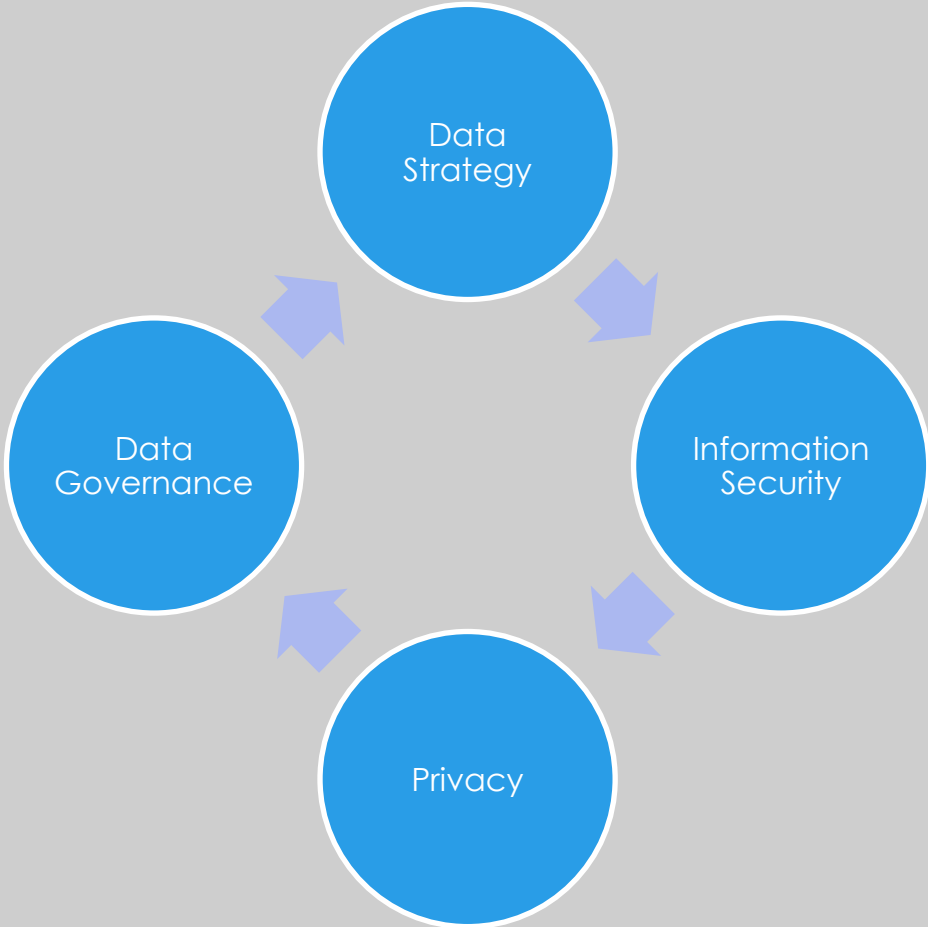 Data
Strategy
Information
Security
Privacy
Data
Governance